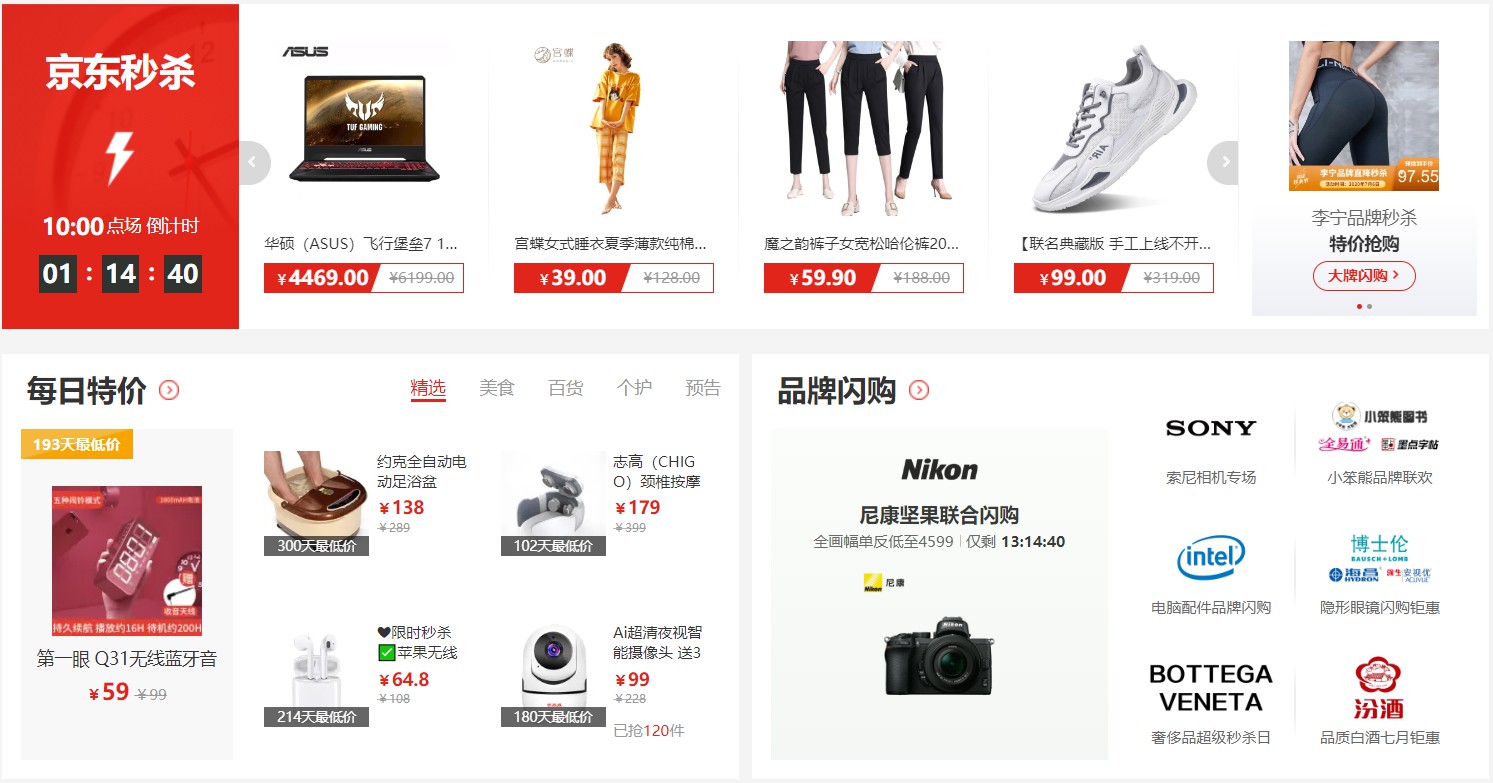 京东秒杀
10:00 点场 倒计时
01 : 14 : 40
ASUS
TUF GAMING
ASUS
华硕（ASUS）飞行堡垒7 1...
¥4469.00 ¥6199.00
宫蝶
宫蝶女式睡衣夏季薄款纯棉...
¥39.00 ¥128.00
魔之韵裤子女宽松哈伦裤20...
¥59.90 ¥188.00
AIR
【联名典藏版 手工上线不开...
¥99.00 ¥319.00
李宁品牌直降秒杀
97.55
李宁品牌秒杀
特价抢购
大牌闪购 >
每日特价
精选 美食 百货 个护 预告
193天最低价
五种闹铃模式
1800mAH电池
0800
赠
收音天线
持久续航 播放约16H 待机约200H
第一眼 Q31无线蓝牙音
¥59 ¥99
约克全自动电
动足浴盆
¥138
¥289
300天最低价
志高（CHIG
O）颈椎按摩
¥179
¥399
102天最低价
🖤限时秒杀
✅苹果无线
¥64.8
¥108
214天最低价
Ai超清夜视智
能摄像头 送3
¥99
¥228
180天最低价
已抢120件
品牌闪购
Nikon
尼康坚果联合闪购
全画幅单反低至4599 | 仅剩 13:14:40
Nikon 尼康
Nikon
SONY
索尼相机专场
小笨熊图书
全易通 墨点字帖
小笨熊品牌联欢
intel
电脑配件品牌闪购
博士伦
BAUSCH+LOMB
海昌 HYDRON 强生 安视优 ACUVUE
隐形眼镜闪购钜惠
BOTTEGA
VENETA
奢侈品超级秒杀日
汾酒
品质白酒七月钜惠